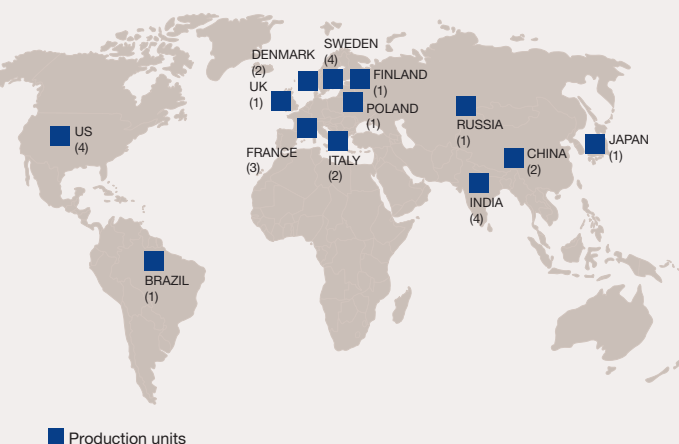 SWEDEN
(4)
DENMARK
(2)
FINLAND
(1)
UK
(1)
POLAND
(1)
RUSSIA
(1)
US
(4)
JAPAN
(1)
FRANCE
(3)
ITALY
(2)
CHINA
(2)
INDIA
(4)
BRAZIL
(1)
Production units